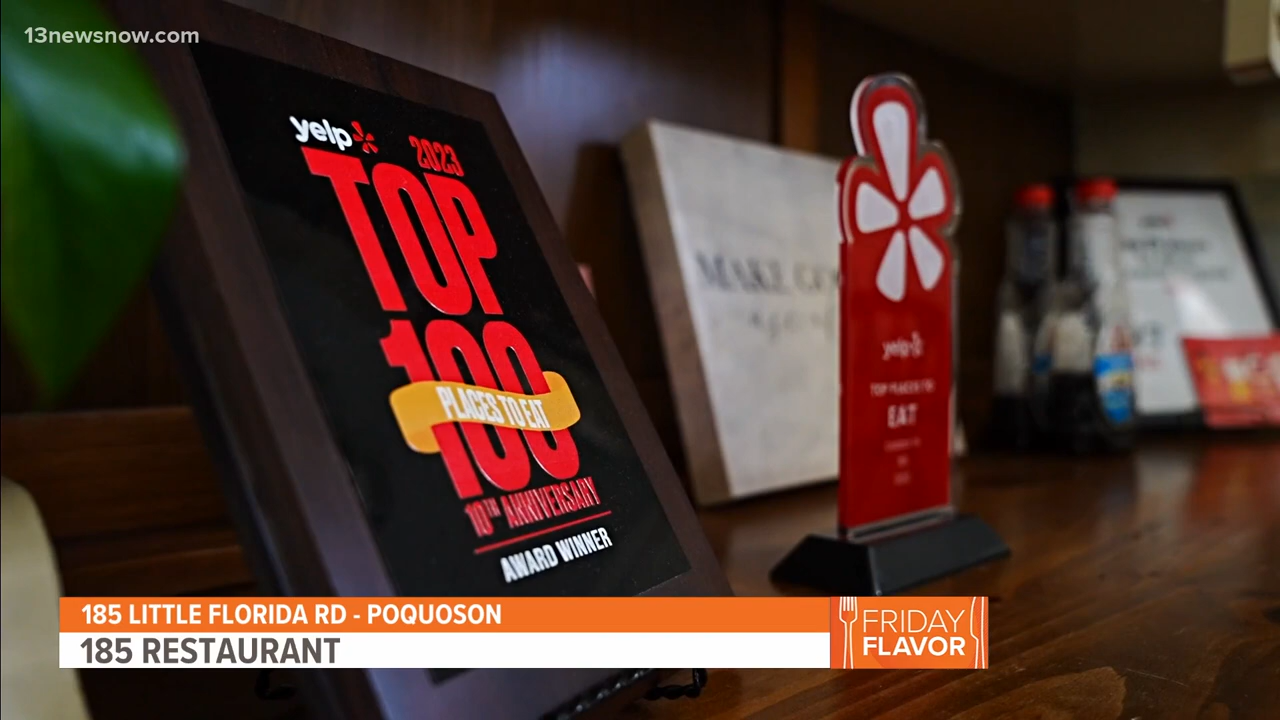 13newsnow.com
yelp
2023
TOP
100
PLACES TO EAT
10TH ANNIVERSARY
AWARD WINNER
MAKE
yelp
TOP PLACES TO
EAT
185 LITTLE FLORIDA RD - POQUOSON
185 RESTAURANT
FRIDAY
FLAVOR